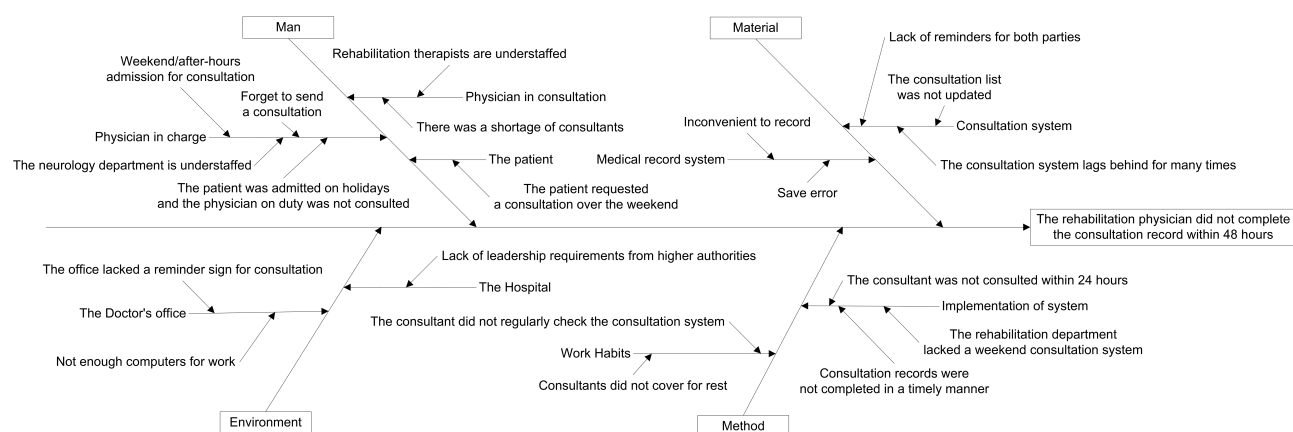 Man
Material
Rehabilitation therapists are understaffed
Weekend/after-hours
admission for consultation
Forget to send
a consultation
Physician in consultation
There was a shortage of consultants
Physician in charge
The neurology department is understaffed
The patient was admitted on holidays
and the physician on duty was not consulted
The patient
The patient requested
a consultation over the weekend
Lack of reminders for both parties
The consultation list
was not updated
Consultation system
Inconvenient to record
Medical record system
The consultation system lags behind for many times
Save error
The rehabilitation physician did not complete
the consultation record within 48 hours
Lack of leadership requirements from higher authorities
The office lacked a reminder sign for consultation
The Hospital
The Doctor's office
Not enough computers for work
The consultant was not consulted within 24 hours
Implementation of system
The consultant did not regularly check the consultation system
The rehabilitation department
lacked a weekend consultation system
Work Habits
Consultation records were
not completed in a timely manner
Consultants did not cover for rest
Environment
Method